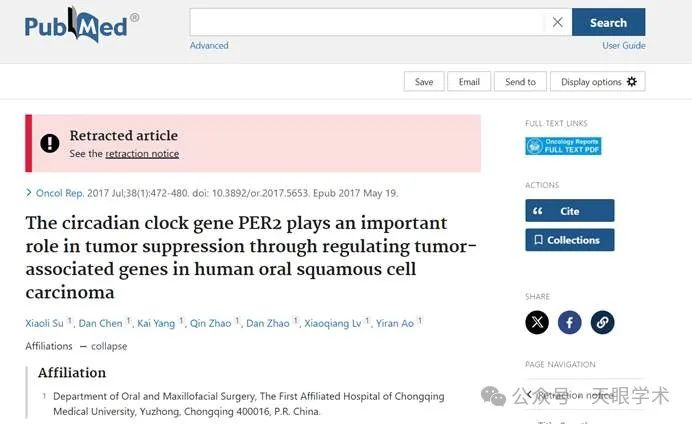 PubMed®
Search
Advanced
User Guide
Save
Email
Send to
Display options
Retracted article
See the retraction notice
FULL TEXT LINKS
Oncology Reports
FULL TEXT PDF
> Oncol Rep. 2017 Jul;38(1):472-480. doi: 10.3892/or.2017.5653. Epub 2017 May 19.
ACTIONS
The circadian clock gene PER2 plays an important
role in tumor suppression through regulating tumor-
associated genes in human oral squamous cell
carcinoma
Cite
Collections
Xiaoli Su 1, Dan Chen 1, Kai Yang 1, Qin Zhao 1, Dan Zhao 1, Xiaoqiang Lv 1, Yiran Ao 1
SHARE
Affiliations — collapse
Affiliation
1 Department of Oral and Maxillofacial Surgery, The First Affiliated Hospital of Chongqing
Medical University, Yuzhong, Chongqing 400016, P.R. China.
PAGE NAVIGATION
Retraction notice
公众号·天眼学术